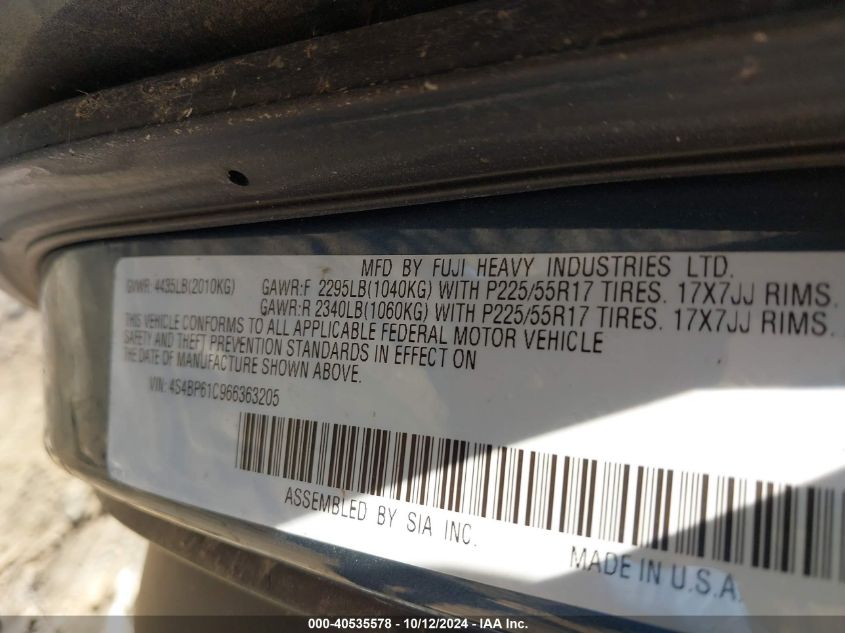 MFD BY FUJI HEAVY INDUSTRIES LTD.
GVWR: 4435LB(2010KG) GAWR:F 2295LB(1040KG) WITH P225/55R17 TIRES. 17X7JJ RIMS.
GAWR:R 2340LB(1060KG) WITH P225/55R17 TIRES. 17X7JJ RIMS.
THIS VEHICLE CONFORMS TO ALL APPLICABLE FEDERAL MOTOR VEHICLE
SAFETY AND THEFT PREVENTION STANDARDS IN EFFECT ON
THE DATE OF MANUFACTURE SHOWN ABOVE.
VIN: 4S4BP61C966363205
ASSEMBLED BY SIA INC.
MADE IN U.S.A.
000-40535578 - 10/12/2024 - IAA Inc.